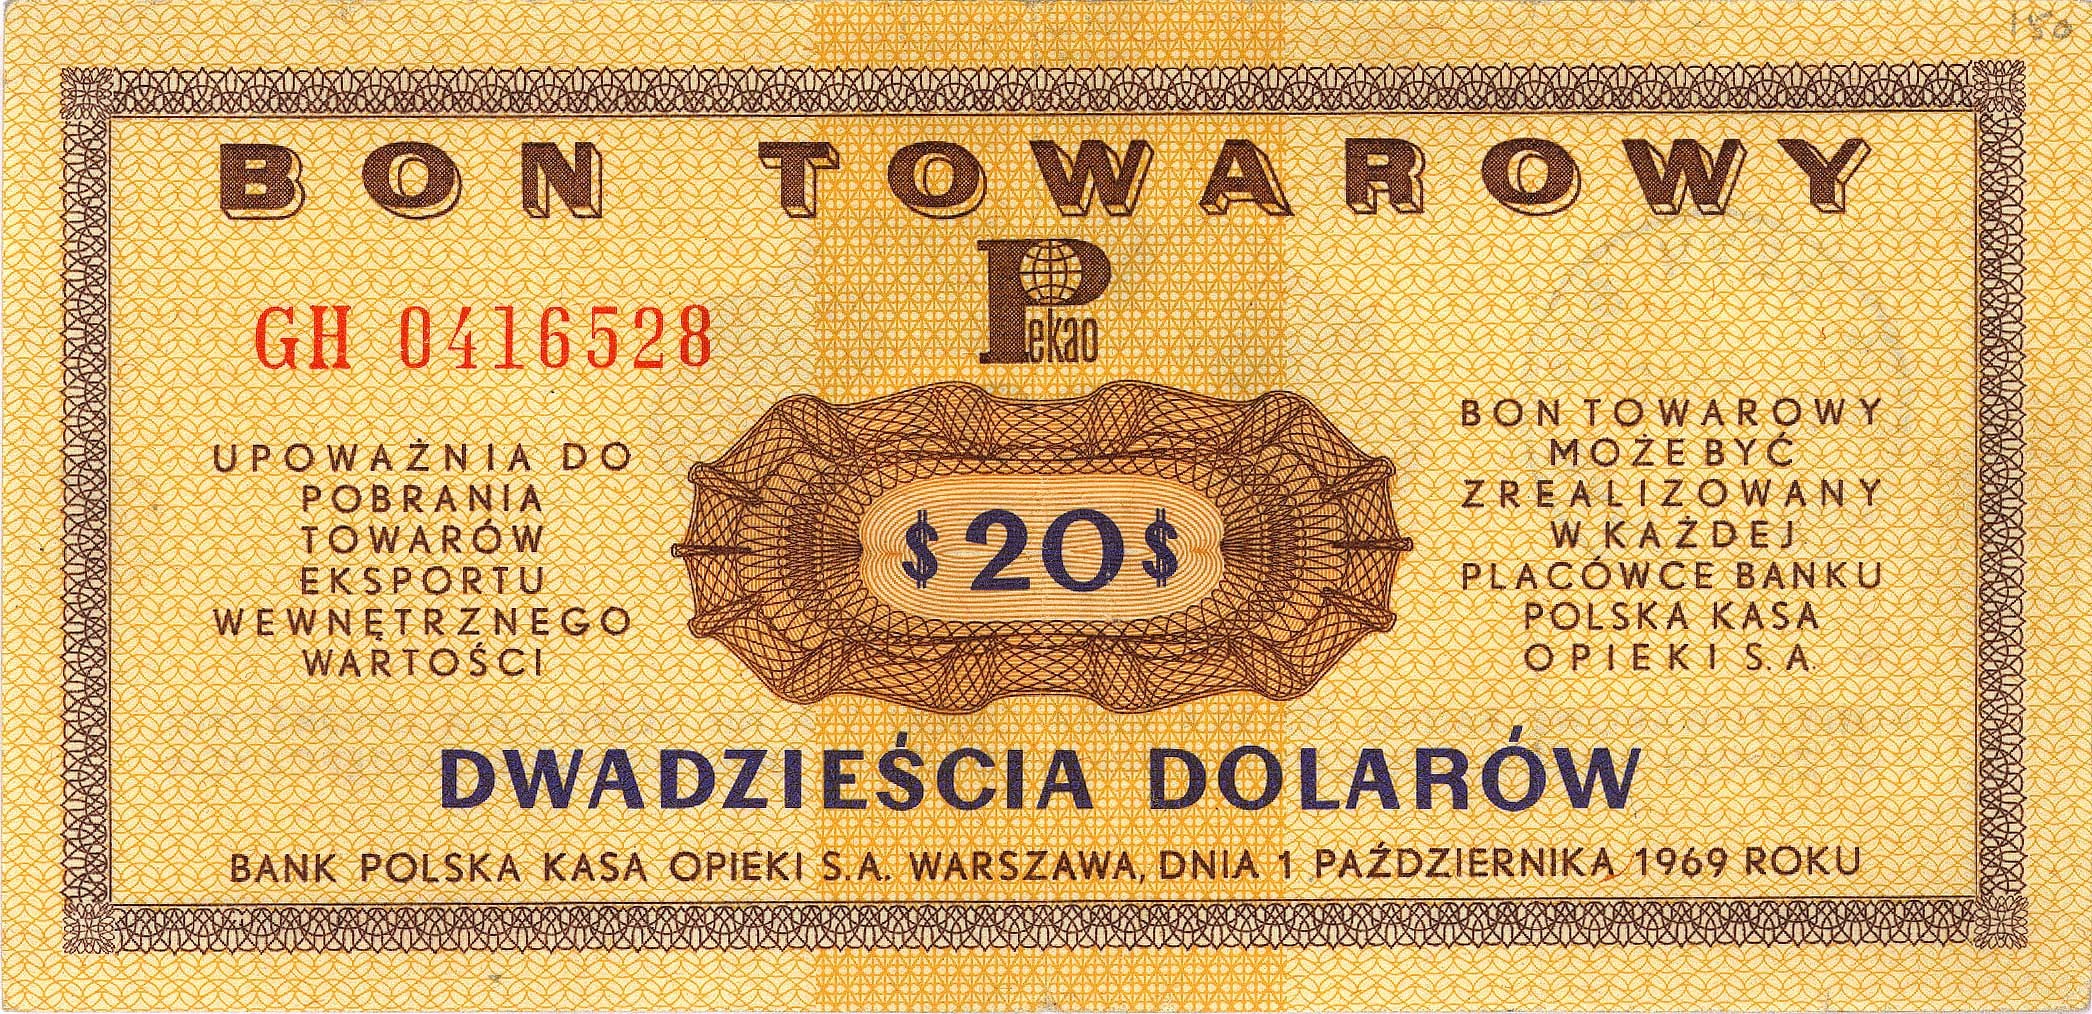 150
BON TOWAROWY
Pekao
GH 0416528
UPOWAŻNIA DO
POBRANIA
TOWARÓW
EKSPORTU
WEWNĘTRZNEGO
WARTOŚCI
$20$
BON TOWAROWY
MOŻE BYĆ
ZREALIZOWANY
W KAŻDEJ
PLACÓWCE BANKU
POLSKA KASA
OPIEKI S.A.
DWADZIEŚCIA DOLARÓW
BANK POLSKA KASA OPIEKI S.A. WARSZAWA, DNIA 1 PAŹDZIERNIKA 1969 ROKU